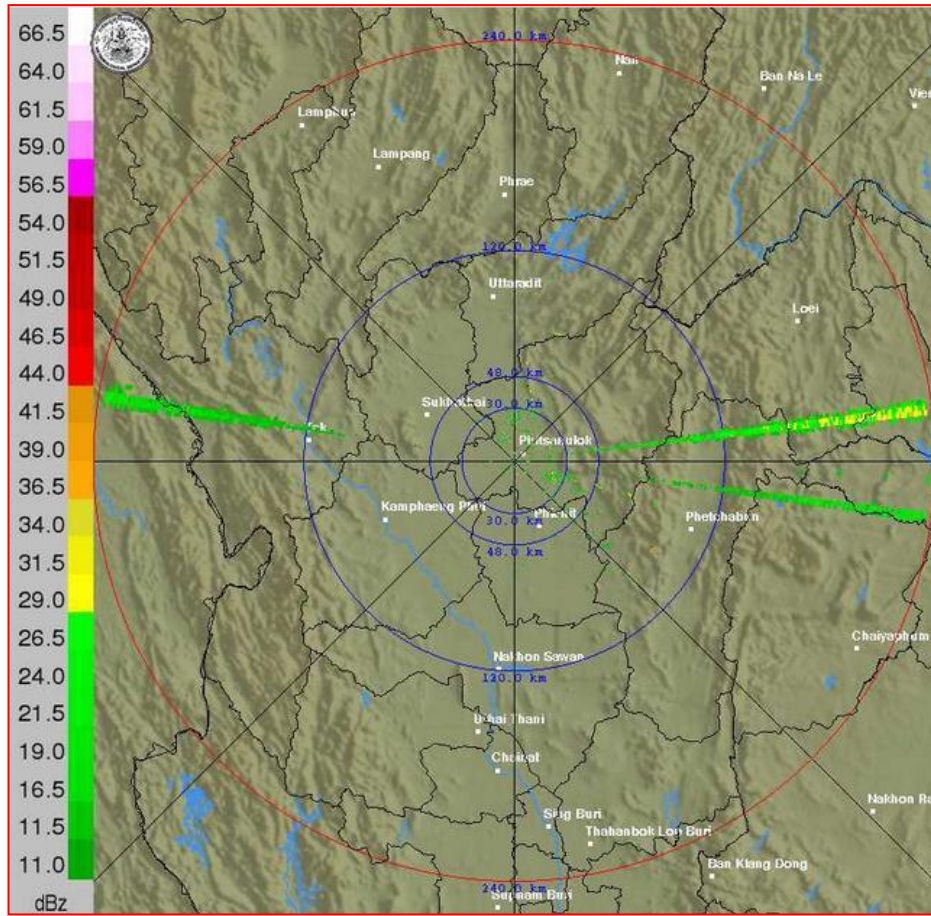 66.5
64.0
61.5
59.0
56.5
54.0
51.5
49.0
46.5
44.0
41.5
39.0
36.5
34.0
31.5
29.0
26.5
24.0
21.5
19.0
16.5
11.5
11.0
dBz
240.0 km
Nan
Ban Na Le
Lamphun
Lampang
Phrae
120.0 km
Uttaradit
Loei
48.0 km
30.0 km
Sukhothai
Phitsanulok
Kamphaeng Phet
Phichit
30.0 km
48.0 km
Phetchabun
Chaiyaphum
Nakhon Sawan
120.0 km
Uthai Thani
Chainat
Sing Buri
Thahanbok Lop Buri
Nakhon Ra
Ban Klang Dong
240.0 km
Suphan Buri